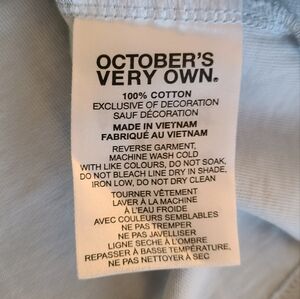 OCTOBER'S
VERY OWN®
100% COTTON
EXCLUSIVE OF DECORATION
SAUF DÉCORATION
MADE IN VIETNAM
FABRIQUÉ AU VIETNAM
REVERSE GARMENT,
MACHINE WASH COLD
WITH LIKE COLOURS, DO NOT SOAK,
DO NOT BLEACH LINE DRY IN SHADE,
IRON LOW, DO NOT DRY CLEAN
TOURNER VÊTEMENT
LAVER À LA MACHINE
À L'EAU FROIDE
AVEC COULEURS SEMBLABLES
NE PAS TREMPER
NE PAS JAVELLISER
LIGNE SECHE À L'OMBRE
REPASSER À BASSE TEMPÉRATURE,
NE PAS NETTOYER À SEC